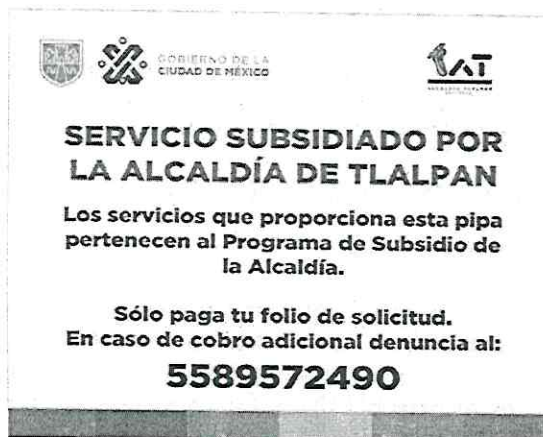 GOBIERNO DE LA
CIUDAD DE MÉXICO
SERVICIO SUBSIDIADO POR
LA ALCALDÍA DE TLALPAN
Los servicios que proporciona esta pipa
pertenecen al Programa de Subsidio de
la Alcaldía.
Sólo paga tu folio de solicitud.
En caso de cobro adicional denuncia al:
5589572490